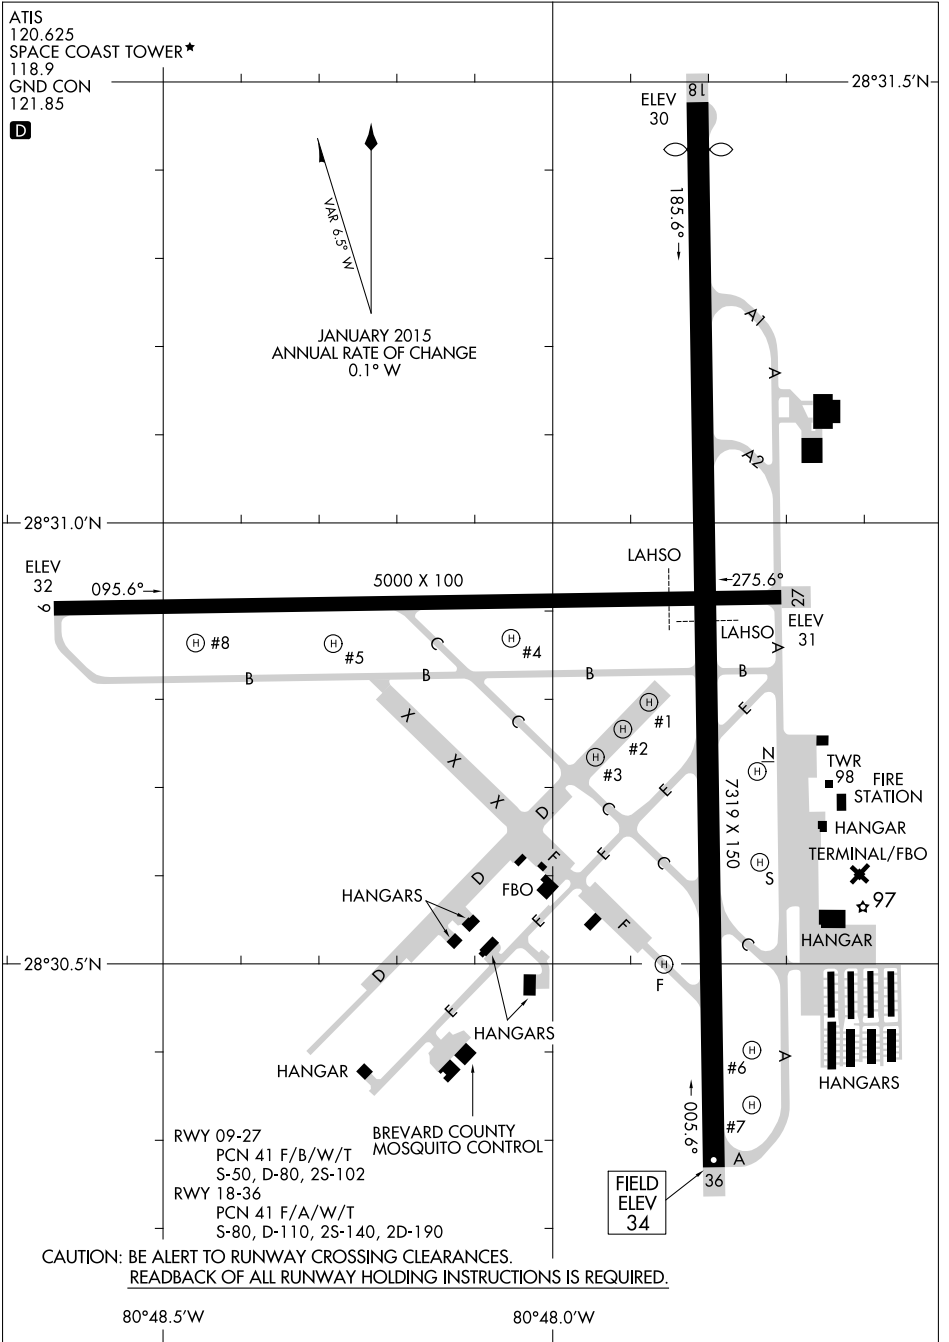 ATIS
120.625
SPACE COAST TOWER★
118.9
GND CON
121.85
D
28°31.5'N
18
ELEV
30
185.6°
VAR 6.5° W
JANUARY 2015
ANNUAL RATE OF CHANGE
0.1° W
A1
A
A2
28°31.0'N
LAHSO
ELEV
32
9
095.6°
5000 X 100
275.6°
27
ELEV
31
LAHSO
A
H #8
H #5
H #4
C
B
B
B
B
X
X
X
C
H #1
H #2
H #3
E
E
E
E
E
N
H
7319 X 150
TWR
98
FIRE
STATION
HANGAR
TERMINAL/FBO
97
HANGAR
D
D
D
C
C
C
H
S
F
F
FBO
HANGARS
28°30.5'N
H
F
HANGARS
HANGAR
H
#6
A
HANGARS
H
#7
BREVARD COUNTY
MOSQUITO CONTROL
005.6°
A
36
FIELD
ELEV
34
RWY 09-27
PCN 41 F/B/W/T
S-50, D-80, 2S-102
RWY 18-36
PCN 41 F/A/W/T
S-80, D-110, 2S-140, 2D-190
CAUTION: BE ALERT TO RUNWAY CROSSING CLEARANCES.
READBACK OF ALL RUNWAY HOLDING INSTRUCTIONS IS REQUIRED.
80°48.5'W
80°48.0'W